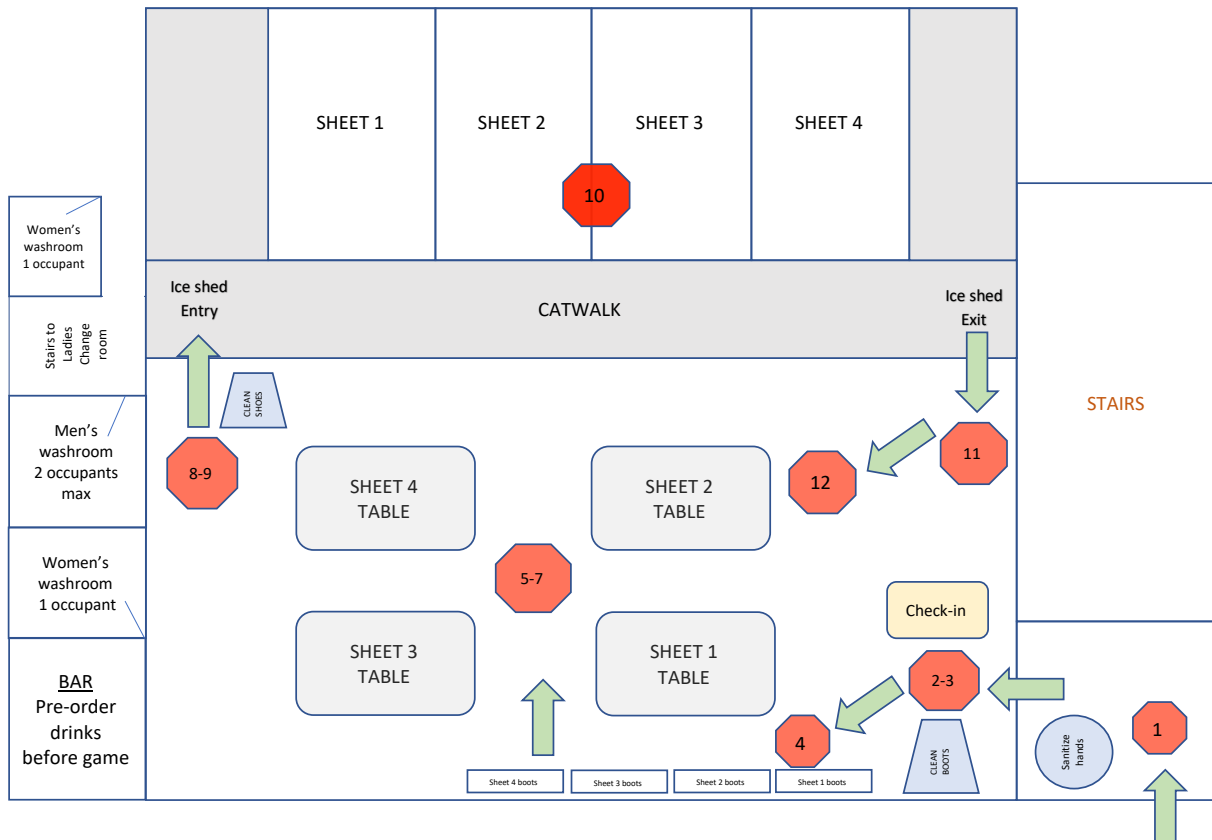 SHEET 1
SHEET 2
SHEET 3
SHEET 4
10
Women's
washroom
1 occupant
Ice shed
Entry
CATWALK
Ice shed
Exit
Stairs to
Ladies
Change
room
CLEAN
SHOES
STAIRS
Men's
washroom
2 occupants
max
8-9
SHEET 4
TABLE
SHEET 2
TABLE
12
11
5-7
Women's
washroom
1 occupant
Check-in
SHEET 3
TABLE
SHEET 1
TABLE
2-3
BAR
Pre-order
drinks
before game
4
1
CLEAN
BOOTS
Sanitize
hands
Sheet 4 boots
Sheet 3 boots
Sheet 2 boots
Sheet 1 boots